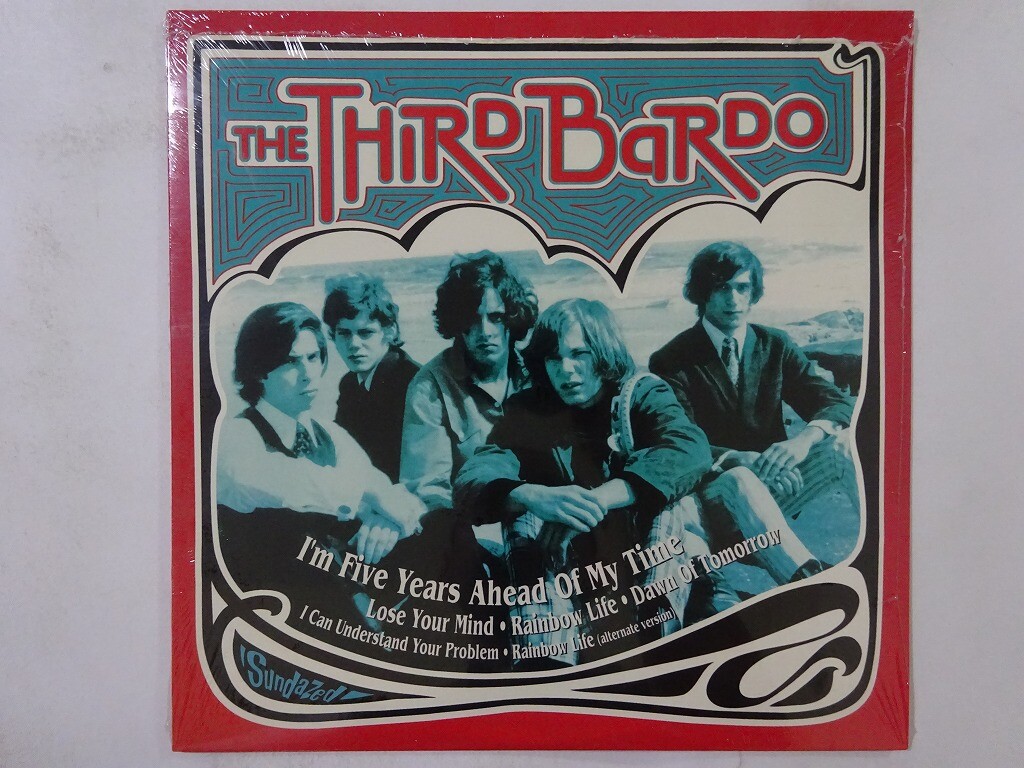 THE THIRD BARDO
I'm Five Years Ahead Of My Time
Lose Your Mind • Rainbow Life • Dawn Of Tomorrow
I Can Understand Your Problem • Rainbow Life (alternate version)
Sundazed